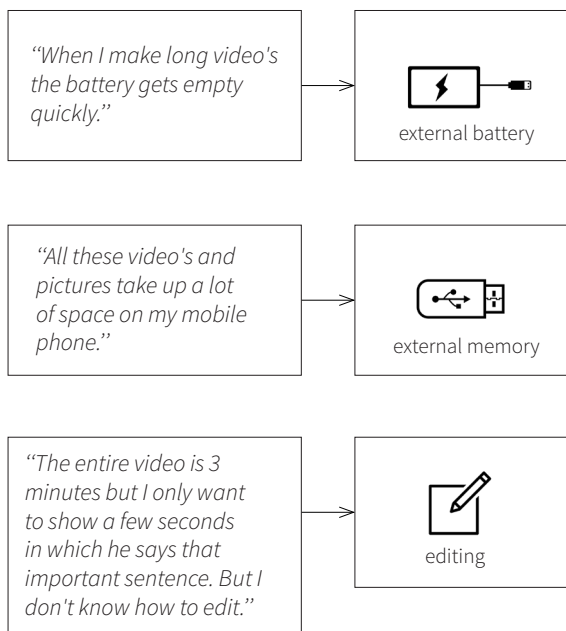 “When I make long video's
the battery gets empty
quickly.”
external battery
“All these video's and
pictures take up a lot
of space on my mobile
phone.”
external memory
“The entire video is 3
minutes but I only want
to show a few seconds
in which he says that
important sentence. But I
don't know how to edit.”
editing